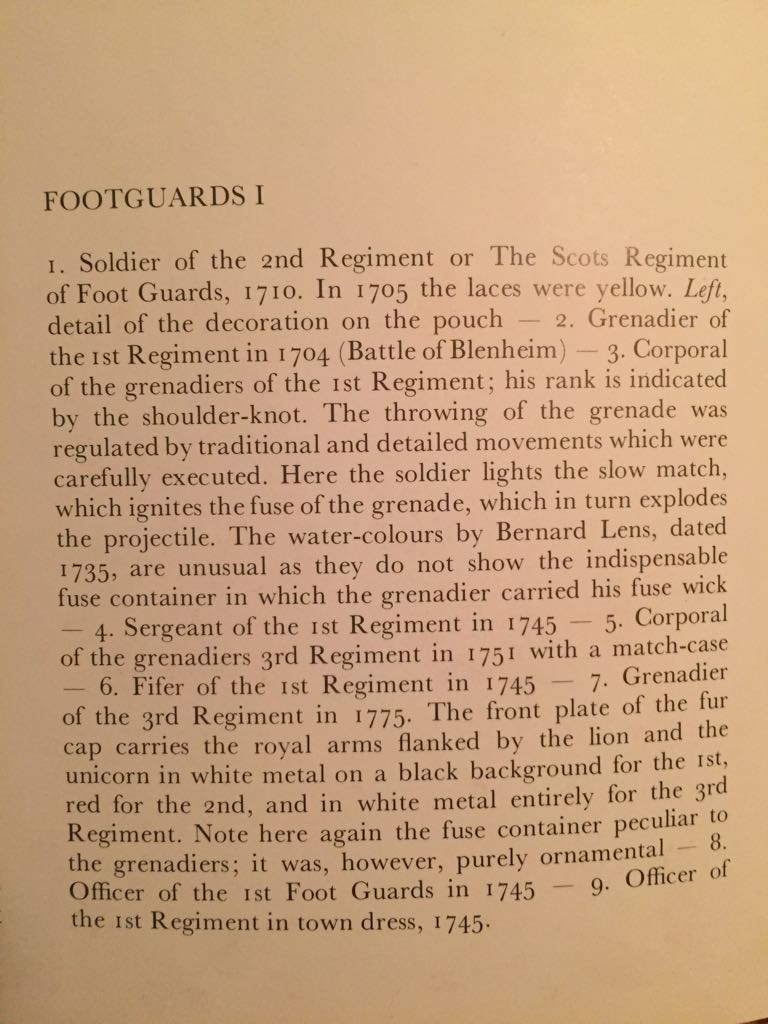 FOOTGUARDS I
1. Soldier of the 2nd Regiment or The Scots Regiment
of Foot Guards, 1710. In 1705 the laces were yellow. Left,
detail of the decoration on the pouch — 2. Grenadier of
the 1st Regiment in 1704 (Battle of Blenheim) — 3. Corporal
of the grenadiers of the 1st Regiment; his rank is indicated
by the shoulder-knot. The throwing of the grenade was
regulated by traditional and detailed movements which were
carefully executed. Here the soldier lights the slow match,
which ignites the fuse of the grenade, which in turn explodes
the projectile. The water-colours by Bernard Lens, dated
1735, are unusual as they do not show the indispensable
fuse container in which the grenadier carried his fuse wick
— 4. Sergeant of the 1st Regiment in 1745 — 5. Corporal
of the grenadiers 3rd Regiment in 1751 with a match-case
— 6. Fifer of the 1st Regiment in 1745 — 7. Grenadier
of the 3rd Regiment in 1775. The front plate of the fur
cap carries the royal arms flanked by the lion and the
unicorn in white metal on a black background for the 1st,
red for the 2nd, and in white metal entirely for the 3rd
Regiment. Note here again the fuse container peculiar to
the grenadiers; it was, however, purely ornamental — 8.
Officer of the 1st Foot Guards in 1745 — 9. Officer of
the 1st Regiment in town dress, 1745.